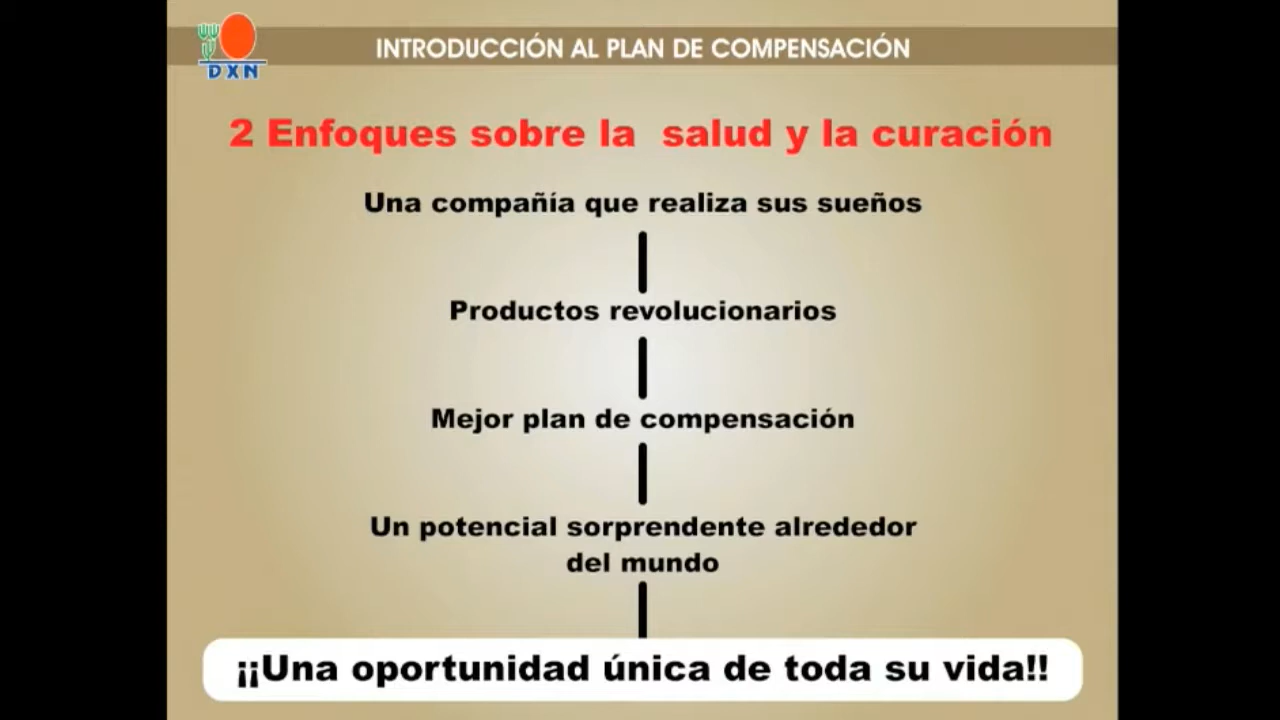 DXN
INTRODUCCIÓN AL PLAN DE COMPENSACIÓN
2 Enfoques sobre la salud y la curación
Una compañía que realiza sus sueños
Productos revolucionarios
Mejor plan de compensación
Un potencial sorprendente alrededor
del mundo
¡¡Una oportunidad única de toda su vida!!